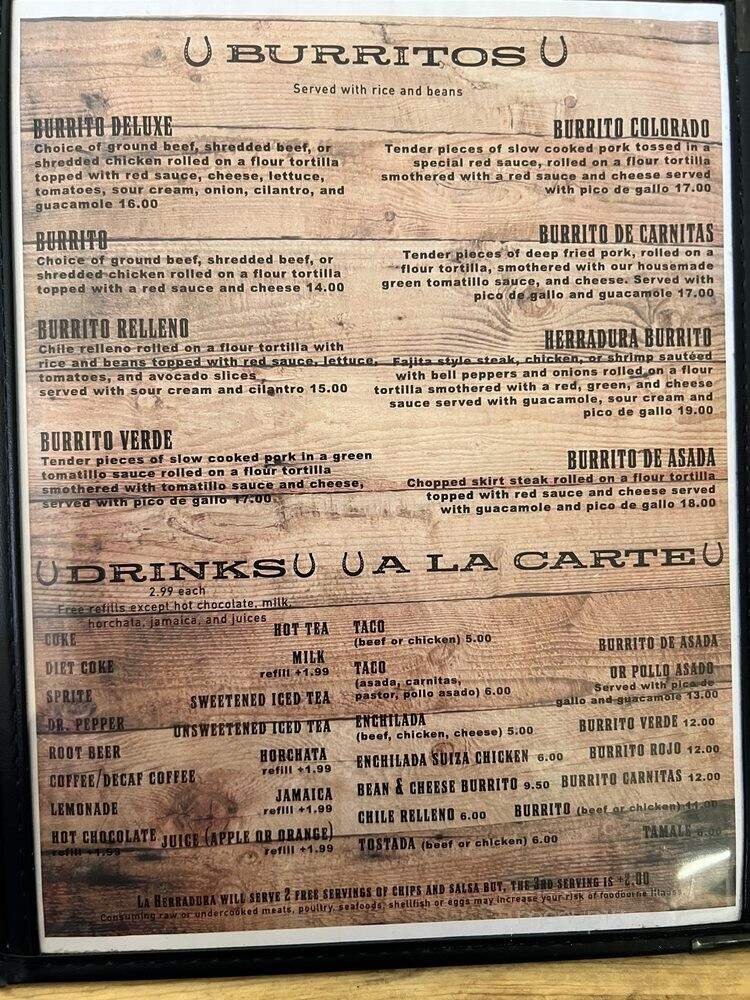 BURRITOS
Served with rice and beans
BURRITO DELUXE
Choice of ground beef, shredded beef, or
shredded chicken rolled on a flour tortilla
topped with red sauce, cheese, lettuce,
tomatoes, sour cream, onion, cilantro, and
guacamole 16.00
BURRITO
Choice of ground beef, shredded beef, or
shredded chicken rolled on a flour tortilla
topped with a red sauce and cheese 14.00
BURRITO RELLENO
Chile relleno rolled on a flour tortilla with
rice and beans topped with red sauce, lettuce,
tomatoes, and avocado slices
served with sour cream and cilantro 15.00
BURRITO VERDE
Tender pieces of slow cooked pork in a green
tomatillo sauce rolled on a flour tortilla
smothered with tomatillo sauce and cheese,
served with pico de gallo 17.00
BURRITO COLORADO
Tender pieces of slow cooked pork tossed in a
special red sauce, rolled on a flour tortilla
smothered with a red sauce and cheese served
with pico de gallo 17.00
BURRITO DE CARNITAS
Tender pieces of deep fried pork, rolled on a
flour tortilla, smothered with our housemade
green tomatillo sauce, and cheese. Served with
pico de gallo and guacamole 17.00
HERRADURA BURRITO
Fajita style steak, chicken, or shrimp sautéed
with bell peppers and onions rolled on a flour
tortilla smothered with a red, green, and cheese
sauce served with guacamole, sour cream and
pico de gallo 19.00
BURRITO DE ASADA
Chopped skirt steak rolled on a flour tortilla
topped with red sauce and cheese served
with guacamole and pico de gallo 18.00
DRINKS
2.99 each
Free refills except hot chocolate, milk,
horchata, jamaica, and juices
COKE
DIET COKE
SPRITE
DR. PEPPER
ROOT BEER
COFFEE/DECAF COFFEE
LEMONADE
HOT CHOCOLATE
refill +1.99
HOT TEA
MILK
refill +1.99
SWEETENED ICED TEA
UNSWEETENED ICED TEA
HORCHATA
refill +1.99
JAMAICA
refill +1.99
JUICE (APPLE OR ORANGE)
refill +1.99
A LA CARTE
TACO
(beef or chicken) 5.00
TACO
(asada, carnitas,
pastor, pollo asado) 6.00
ENCHILADA
(beef, chicken, cheese) 5.00
ENCHILADA SUIZA CHICKEN 6.00
BEAN & CHEESE BURRITO 9.50
CHILE RELLENO 6.00
TOSTADA (beef or chicken) 6.00
BURRITO DE ASADA
UR POLLO ASADO
Served with pico de
gallo and guacamole 13.00
BURRITO VERDE 12.00
BURRITO ROJO 12.00
BURRITO CARNITAS 12.00
BURRITO (beef or chicken) 11.00
TAMALE
LA HERRADURA WILL SERVE 2 FREE SERVINGS OF CHIPS AND SALSA BUT, THE 3RD SERVING IS +2.00
Consuming raw or undercooked meats, poultry, seafoods, shellfish or eggs may increase your risk of foodborne illness.